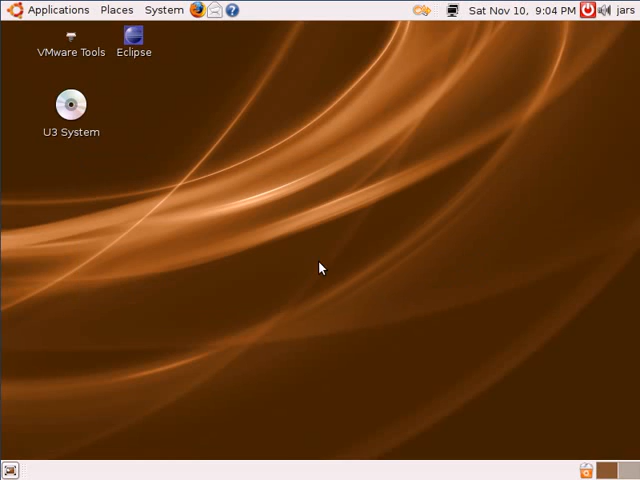 Applications Places System Sat Nov 10, 9:04 PM jars
VMware Tools Eclipse
U3 System